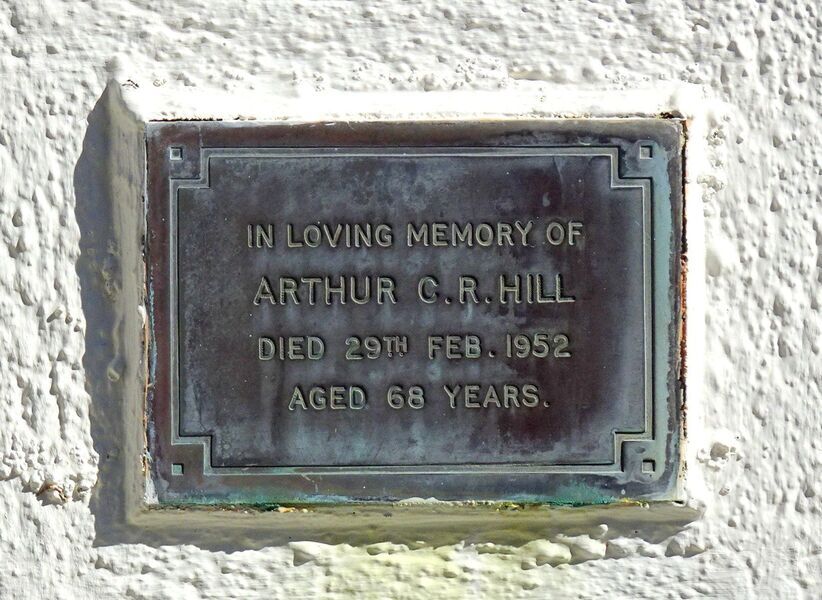 IN LOVING MEMORY OF
ARTHUR C.R. HILL
DIED 29TH FEB. 1952
AGED 68 YEARS.